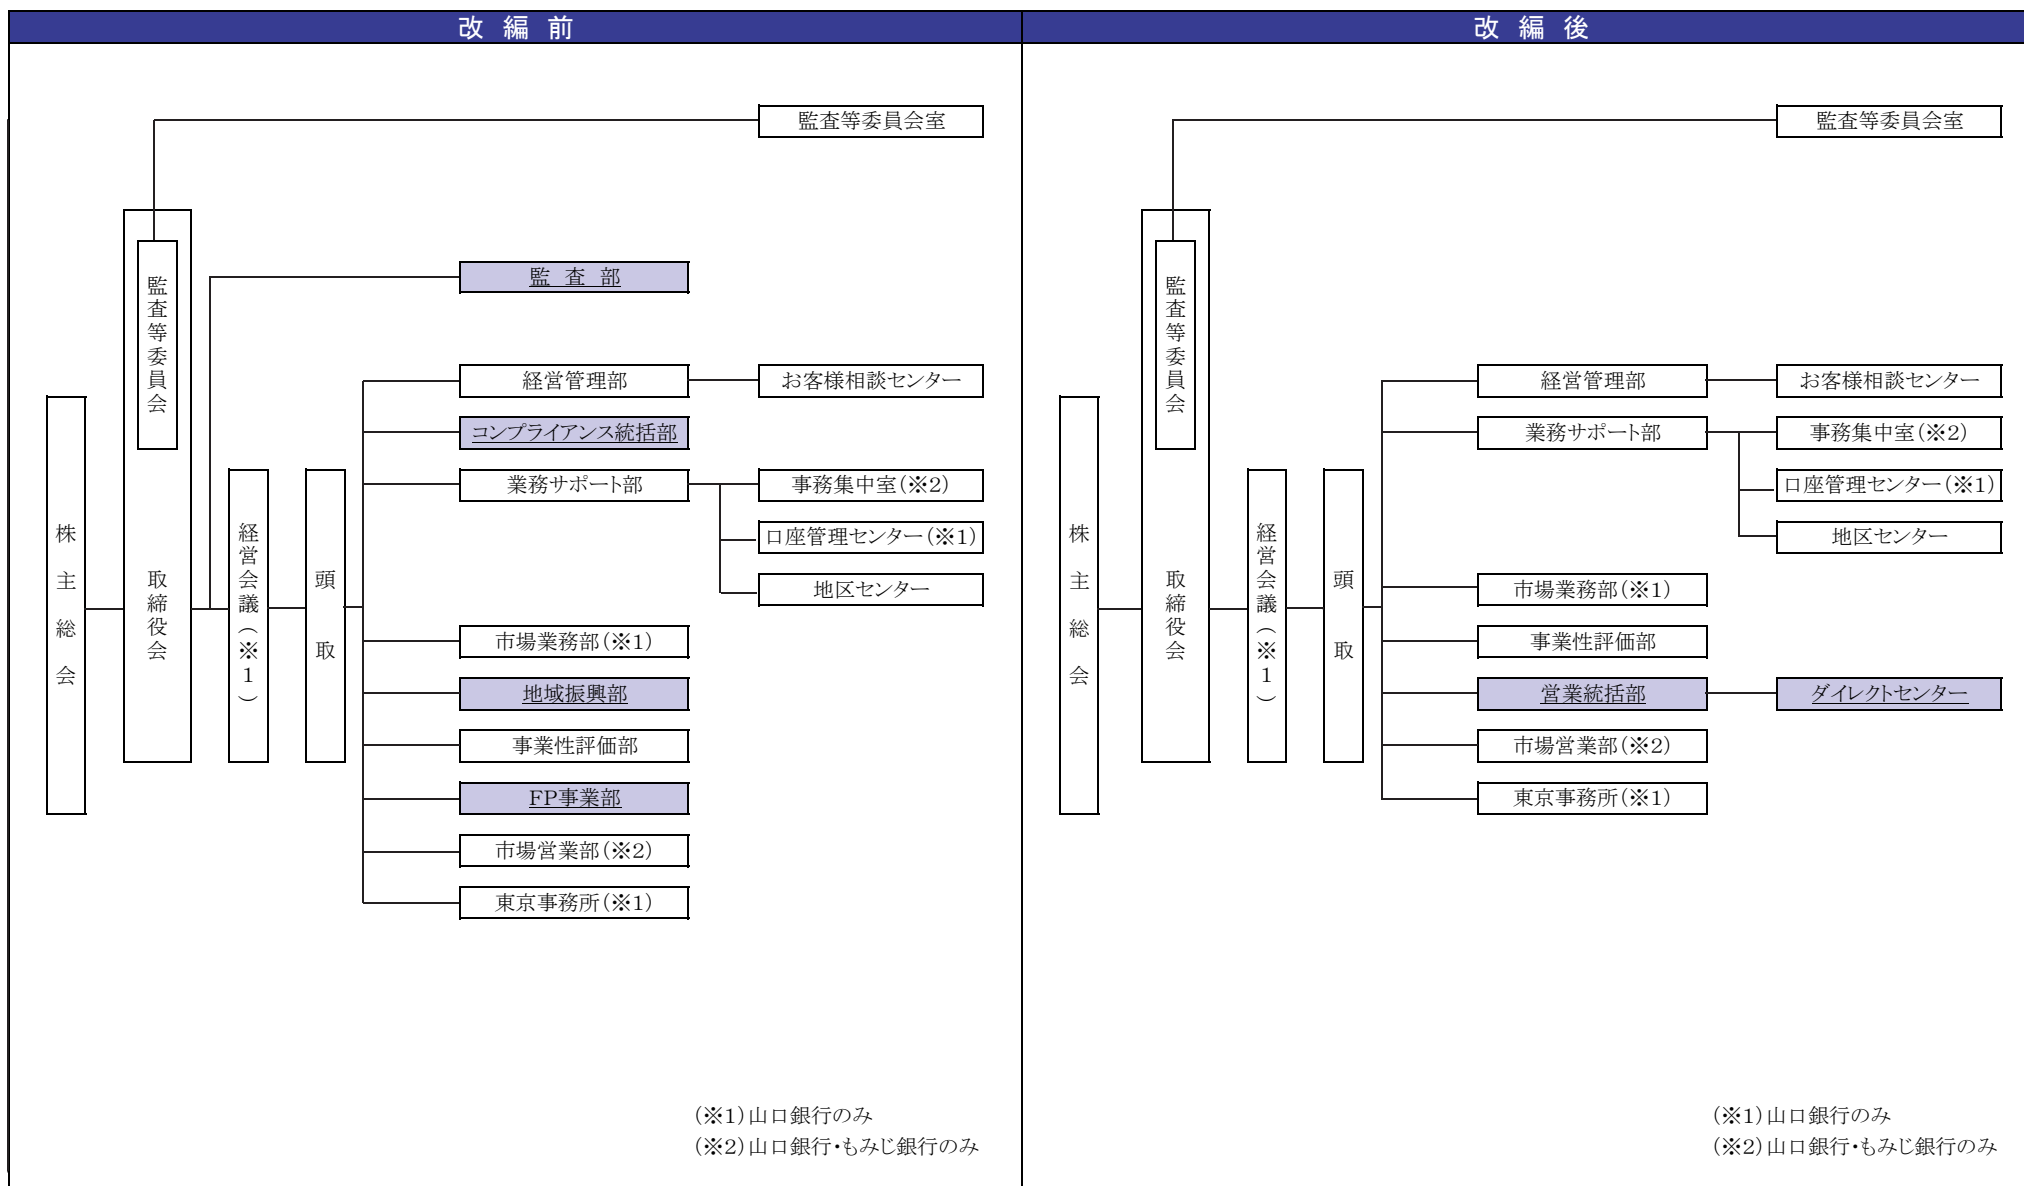 改編前
監査等委員会室
監査等委員会
監査部
経営管理部
お客様相談センター
コンプライアンス統括部
業務サポート部
事務集中室(※2)
口座管理センター(※1)
地区センター
株主総会
取締役会
経営会議(※1)
頭取
市場業務部(※1)
地域振興部
事業性評価部
FP事業部
市場営業部(※2)
東京事務所(※1)
(※1)山口銀行のみ
(※2)山口銀行・もみじ銀行のみ
改編後
監査等委員会室
監査等委員会
経営管理部
お客様相談センター
業務サポート部
事務集中室(※2)
口座管理センター(※1)
地区センター
株主総会
取締役会
経営会議(※1)
頭取
市場業務部(※1)
事業性評価部
営業統括部
ダイレクトセンター
市場営業部(※2)
東京事務所(※1)
(※1)山口銀行のみ
(※2)山口銀行・もみじ銀行のみ